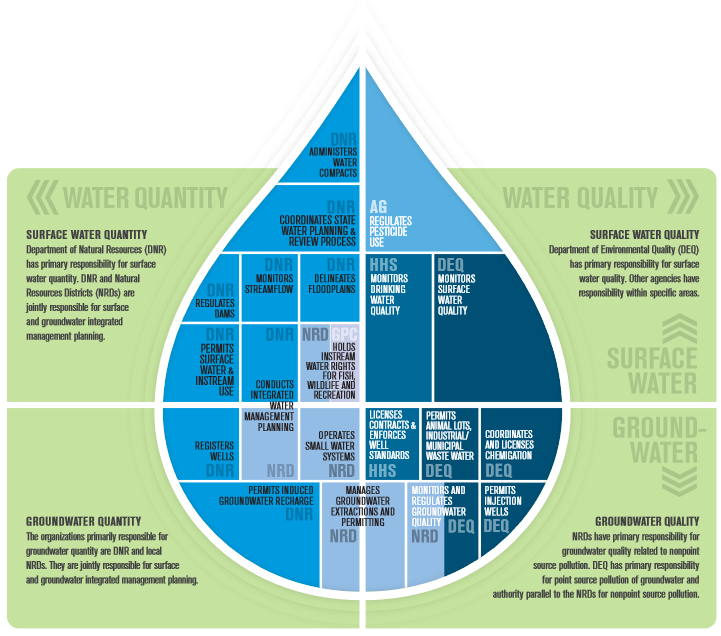 WATER QUANTITY
SURFACE WATER QUANTITY
Department of Natural Resources (DNR)
has primary responsibility for surface
water quantity. DNR and Natural
Resources Districts (NRDs) are
jointly responsible for surface
and groundwater integrated
management planning.
DNR
ADMINISTERS
WATER
COMPACTS
DNR
COORDINATES STATE
WATER PLANNING &
REVIEW PROCESS
DNR
REGULATES
DAMS
DNR
MONITORS
STREAMFLOW
DNR
DELINEATES
FLOODPLAINS
DNR
PERMITS
SURFACE
WATER &
INSTREAM
USE
DNR
CONDUCTS
INTEGRATED
WATER
MANAGEMENT
PLANNING
NRD
NRD GPC
HOLDS
INSTREAM
WATER RIGHTS
FOR FISH,
WILDLIFE AND
RECREATION
WATER QUALITY
SURFACE WATER QUALITY
Department of Environmental Quality (DEQ)
has primary responsibility for surface
water quality. Other agencies have
responsibility within specific areas.
AG
REGULATES
PESTICIDE
USE
HHS
MONITORS
DRINKING
WATER
QUALITY
DEQ
MONITORS
SURFACE
WATER
QUALITY
SURFACE
WATER
GROUND-
WATER
REGISTERS
WELLS
DNR
OPERATES
SMALL WATER
SYSTEMS
NRD
LICENSES
CONTRACTS &
ENFORCES
WELL
STANDARDS
HHS
PERMITS
ANIMAL LOTS,
INDUSTRIAL/
MUNICIPAL
WASTE WATER
DEQ
COORDINATES
AND LICENSES
CHEMIGATION
DEQ
PERMITS INDUCED
GROUNDWATER RECHARGE
DNR
MANAGES
GROUNDWATER
EXTRACTIONS AND
PERMITTING
NRD
MONITORS AND
REGULATES
GROUNDWATER
QUALITY
NRD DEQ
PERMITS
INJECTION
WELLS
DEQ
GROUNDWATER QUANTITY
The organizations primarily responsible for
groundwater quantity are DNR and local
NRDs. They are jointly responsible for surface
and groundwater integrated management planning.
GROUNDWATER QUALITY
NRDs have primary responsibility for
groundwater quality related to nonpoint
source pollution. DEQ has primary responsibility
for point source pollution of groundwater and
authority parallel to the NRDs for nonpoint source pollution.